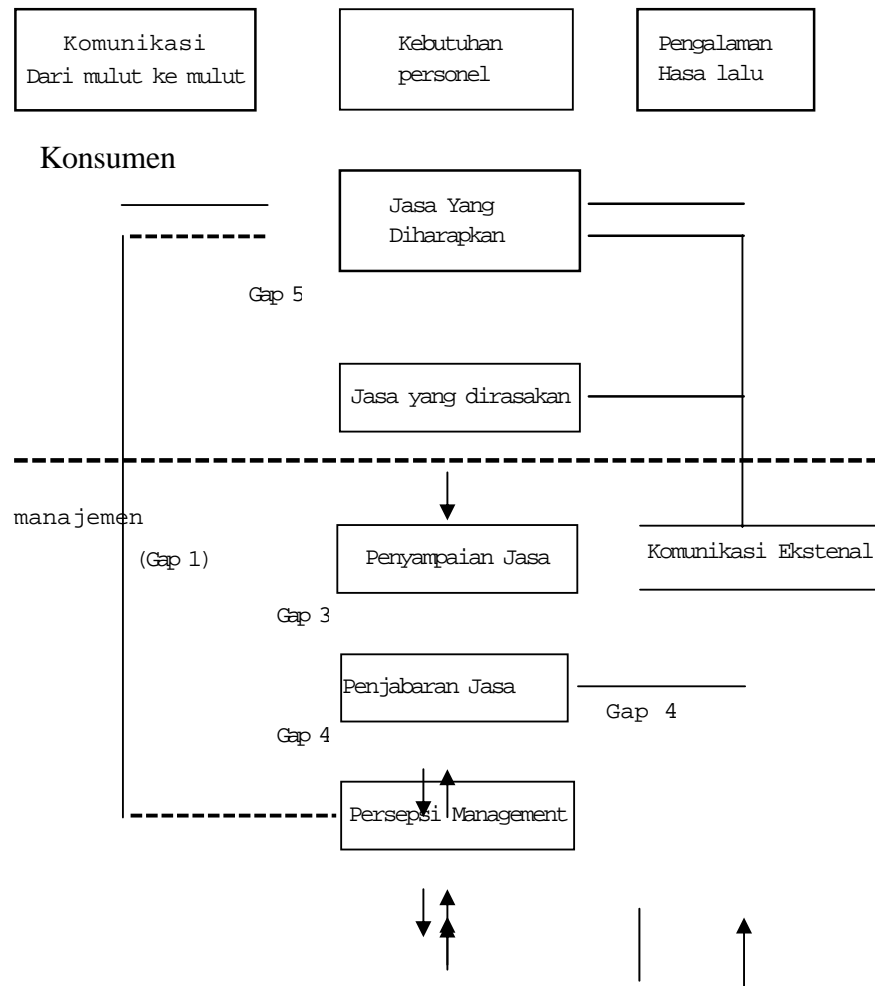 Komunikasi
Dari mulut ke mulut
Kebutuhan
personel
Pengalaman
Hasa lalu
Konsumen
Jasa Yang
Diharapkan
Gap 5
Jasa yang dirasakan
manajemen
(Gap 1)
Penyampaian Jasa
Komunikasi Ekstenal
Gap 3
Penjabaran Jasa
Gap 4
Gap 4
Persepsi Management